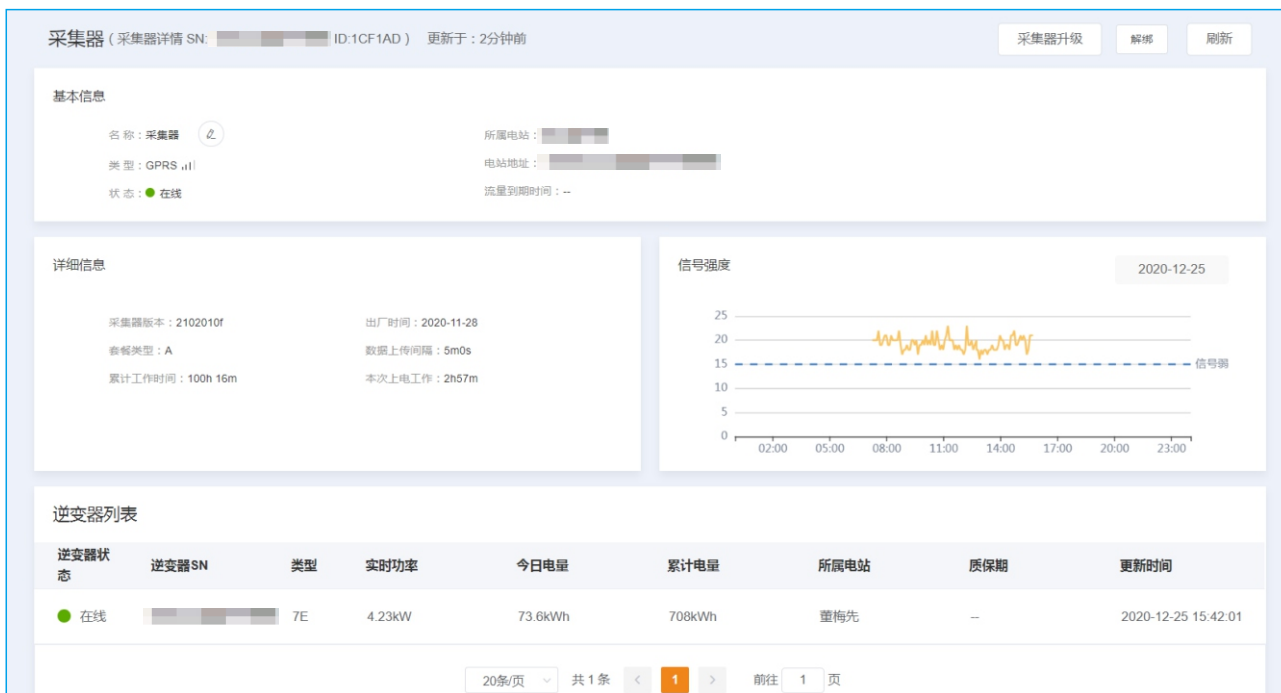 采集器 ( 采集器详情 SN: ID:1CF1AD ) 更新于：2分钟前 采集器升级 解绑 刷新
基本信息
名 称：采集器 所属电站：
类 型：GPRS 电站地址：
状 态： 在线 流量到期时间：--
详细信息
采集器版本：2102010f 出厂时间：2020-11-28
套餐类型：A 数据上传间隔：5m0s
累计工作时间：100h 16m 本次上电工作：2h57m
信号强度 2020-12-25
25
20
15 信号弱
10
5
0
02:00 05:00 08:00 11:00 14:00 17:00 20:00 23:00
逆变器列表
逆变器状态 逆变器SN 类型 实时功率 今日电量 累计电量 所属电站 质保期 更新时间
在线 7E 4.23kW 73.6kWh 708kWh 董梅先 -- 2020-12-25 15:42:01
20条/页 共 1 条 < 1 > 前往 1 页